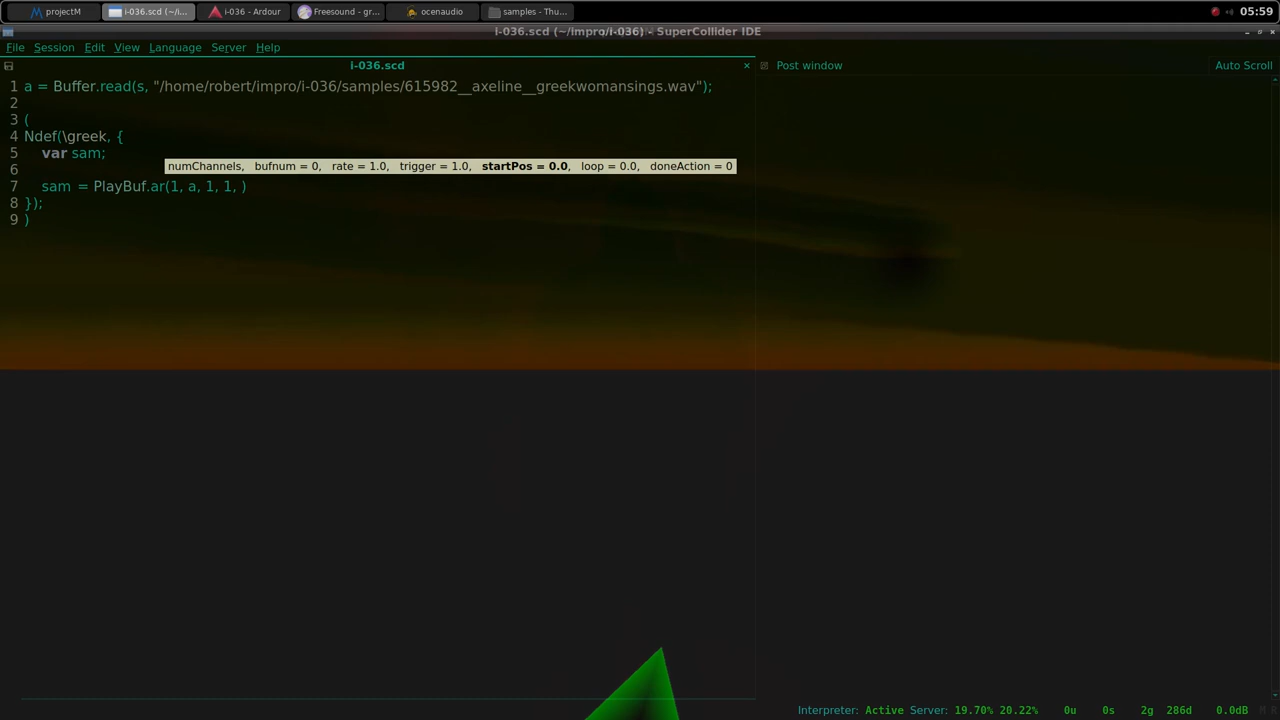 projectM
i-036.scd (~/i...
i-036 - Ardour
Freesound - gr...
ocenaudio
samples - Thu...
05:59
i-036.scd (~/impro/i-036) - SuperCollider IDE
File Session Edit View Language Server Help
i-036.scd
Post window
Auto Scroll
1 a = Buffer.read(s, "/home/robert/impro/i-036/samples/615982__axeline__greekwomansings.wav");
2
3 (
4 Ndef(\greek, {
5 var sam;
numChannels, bufnum = 0, rate = 1.0, trigger = 1.0, startPos = 0.0, loop = 0.0, doneAction = 0
6
7 sam = PlayBuf.ar(1, a, 1, 1, )
8 });
9 )
Interpreter: Active Server: 19.70% 20.22% 0u 0s 2g 286d 0.0dB